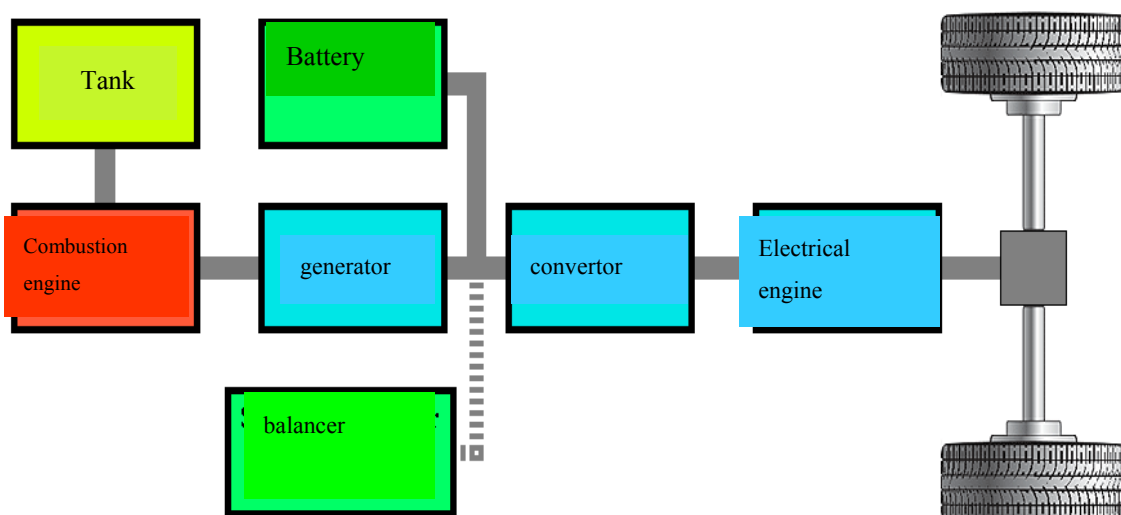 Tank
Battery
Combustion
engine
generator
convertor
Electrical
engine
balancer